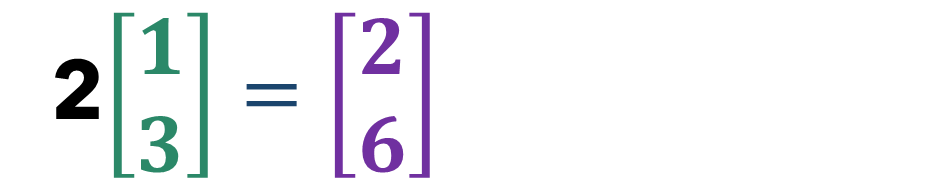 2[1 3] = [2 6]